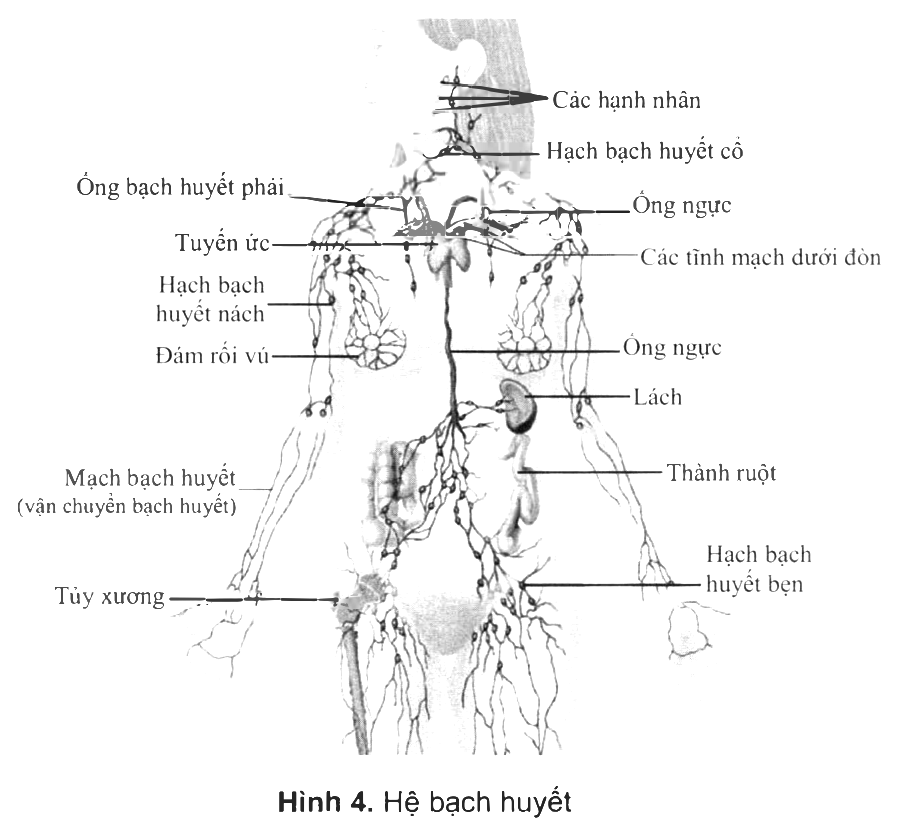 Các hạnh nhân
Hạch bạch huyết cổ
Ống bạch huyết phải
Ống ngực
Tuyến ức
Các tĩnh mạch dưới đòn
Hạch bạch
huyết nách
Đám rối vú
Ống ngực
Lách
Mạch bạch huyết
(vận chuyển bạch huyết)
Thành ruột
Hạch bạch
huyết bẹn
Tủy xương
Hình 4. Hệ bạch huyết